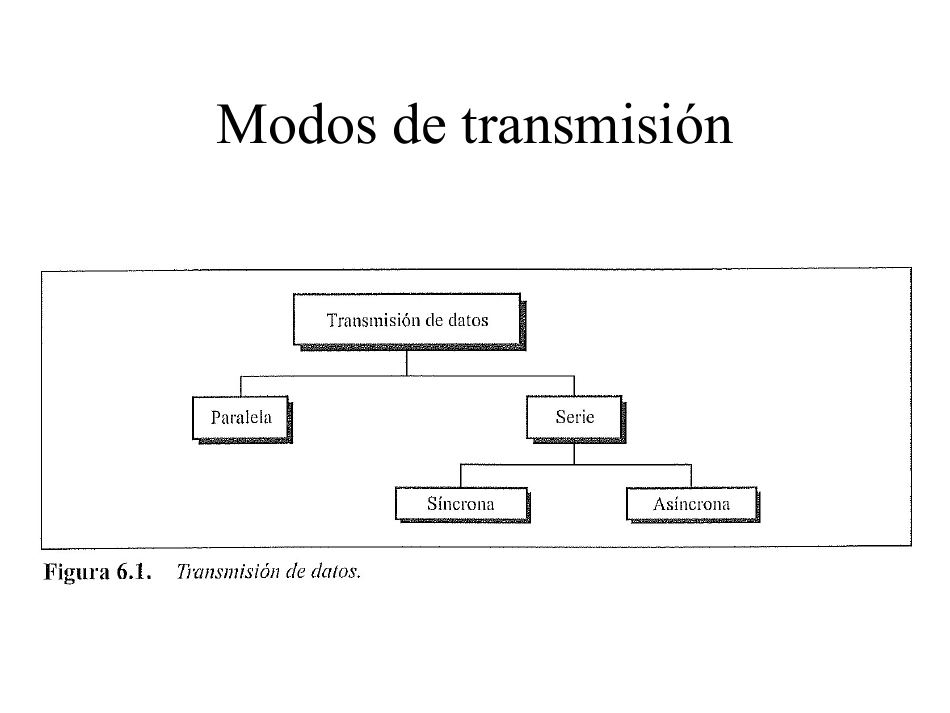 Modos de transmisión
Transmisión de datos
Paralela
Serie
Síncrona
Asíncrona
Figura 6.1. Transmisión de datos.